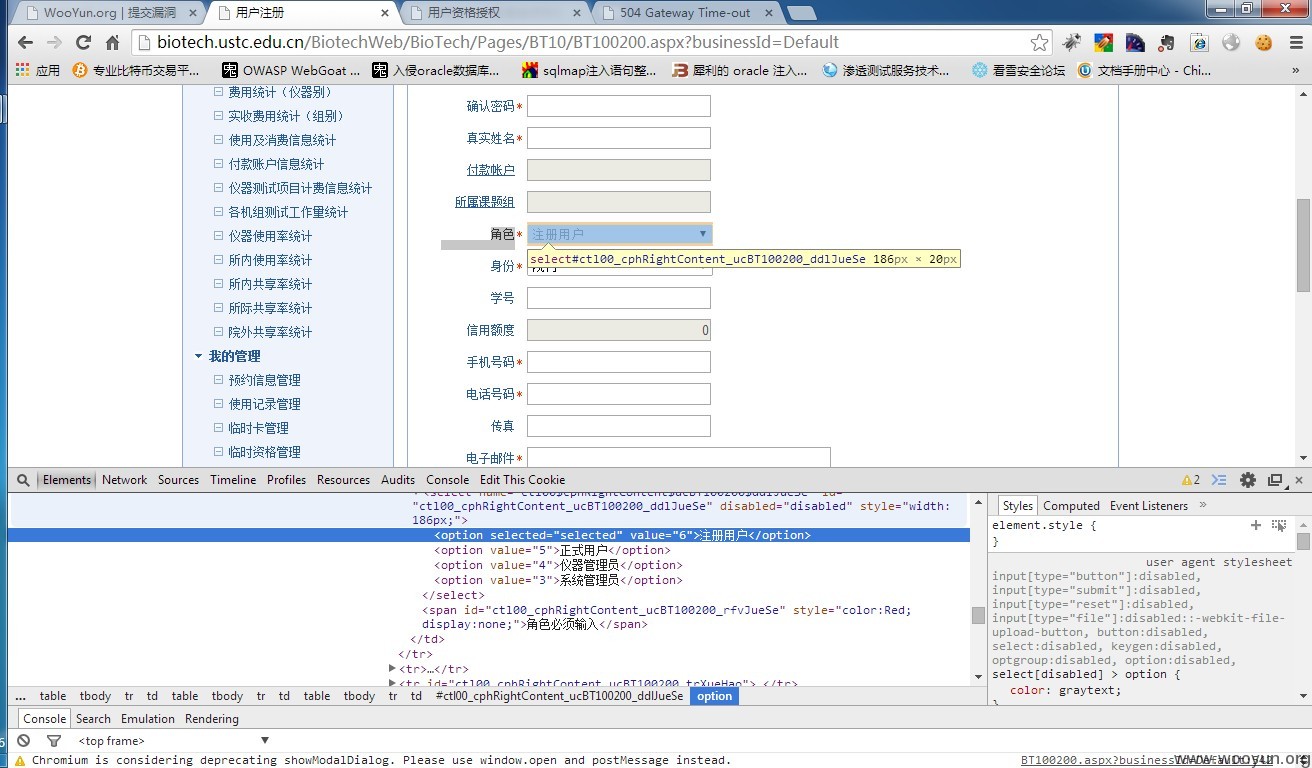 WooYun.org | 提交漏洞
用户注册
用户资格授权
504 Gateway Time-out
biotech.ustc.edu.cn/BiotechWeb/BioTech/Pages/BT10/BT100200.aspx?businessId=Default
应用 专业比特币交易平... OWASP WebGoat ... 入侵oracle数据库... sqlmap注入语句整... 犀利的 oracle 注入... 渗透测试服务技术... 看雪安全论坛 文档手册中心 - Chi... »
费用统计（仪器别）
实收费用统计（组别）
使用及消费信息统计
付款账户信息统计
仪器测试项目计费信息统计
各机组测试工作量统计
仪器使用率统计
所内使用率统计
所内共享率统计
所际共享率统计
院外共享率统计
我的管理
预约信息管理
使用记录管理
临时卡管理
临时资格管理
确认密码*
真实姓名*
付款帐户
所属课题组
角色* 注册用户
select#ctl00_cphRightContent_ucBT100200_ddlJueSe 186px × 20px
身份*
学号
信用额度 0
手机号码*
电话号码*
传真
电子邮件*
Elements Network Sources Timeline Profiles Resources Audits Console Edit This Cookie 2
<select name="ctl00$cphRightContent$ucBT100200$ddlJueSe" id=
"ctl00_cphRightContent_ucBT100200_ddlJueSe" disabled="disabled" style="width:
186px;">
<option selected="selected" value="6">注册用户</option>
<option value="5">正式用户</option>
<option value="4">仪器管理员</option>
<option value="3">系统管理员</option>
</select>
<span id="ctl00_cphRightContent_ucBT100200_rfvJueSe" style="color:Red;
display:none;">角色必须输入</span>
</td>
</tr>
<tr>…</tr>
<tr id="ctl00_cphRightContent_ucBT100200_trXueHao">…</tr>
... table tbody tr td table tbody tr td table tbody tr td #ctl00_cphRightContent_ucBT100200_ddlJueSe option
Styles Computed Event Listeners »
element.style {
}
user agent stylesheet
input[type="button"]:disabled,
input[type="submit"]:disabled,
input[type="reset"]:disabled,
input[type="file"]:disabled::-webkit-file-
upload-button, button:disabled,
select:disabled, keygen:disabled,
optgroup:disabled, option:disabled,
select[disabled] > option {
color: graytext;
}
Console Search Emulation Rendering
<top frame>
Chromium is considering deprecating showModalDialog. Please use window.open and postMessage instead.
BT100200.aspx?businessId=Default:542
www.wooyun.org